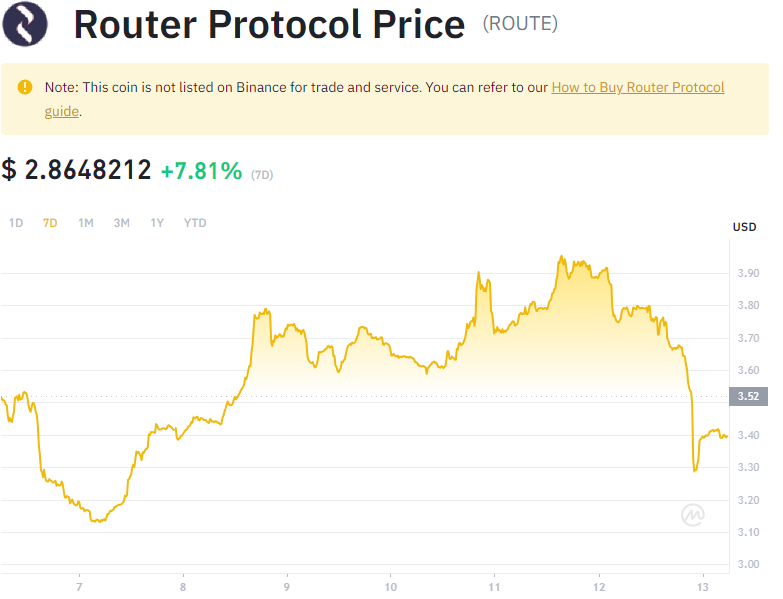 Router Protocol Price (ROUTE)
Note: This coin is not listed on Binance for trade and service. You can refer to our How to Buy Router Protocol
guide.
$ 2.8648212 +7.81% (7D)
1D 7D 1M 3M 1Y YTD
USD
3.90
3.80
3.70
3.60
3.52
3.40
3.30
3.20
3.10
3.00
7 8 9 10 11 12 13